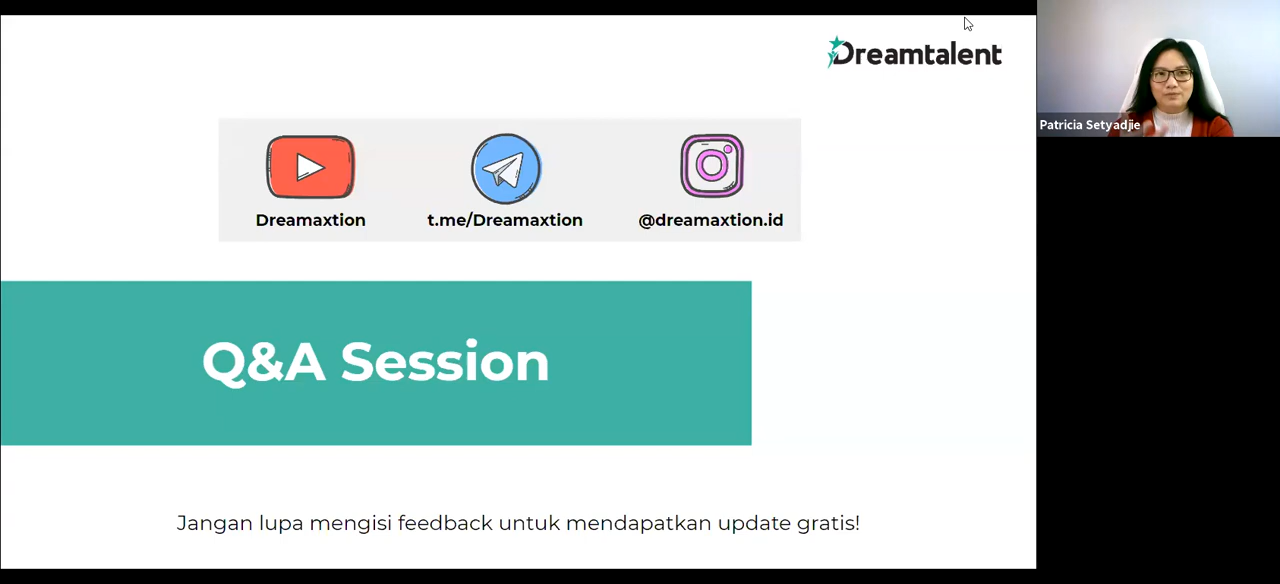 Dreamtalent
Patricia Setyadjie
Dreamaxtion
t.me/Dreamaxtion
@dreamaxtion.id
Q&A Session
Jangan lupa mengisi feedback untuk mendapatkan update gratis!